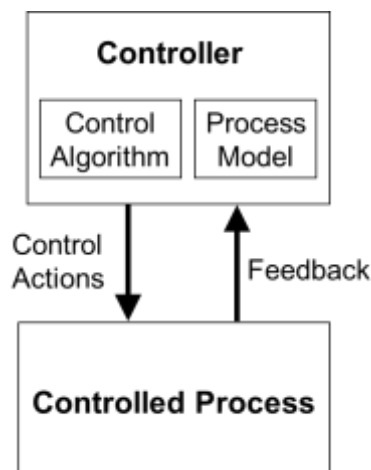 Controller
Control
Algorithm
Process
Model
Control
Actions
Feedback
Controlled Process